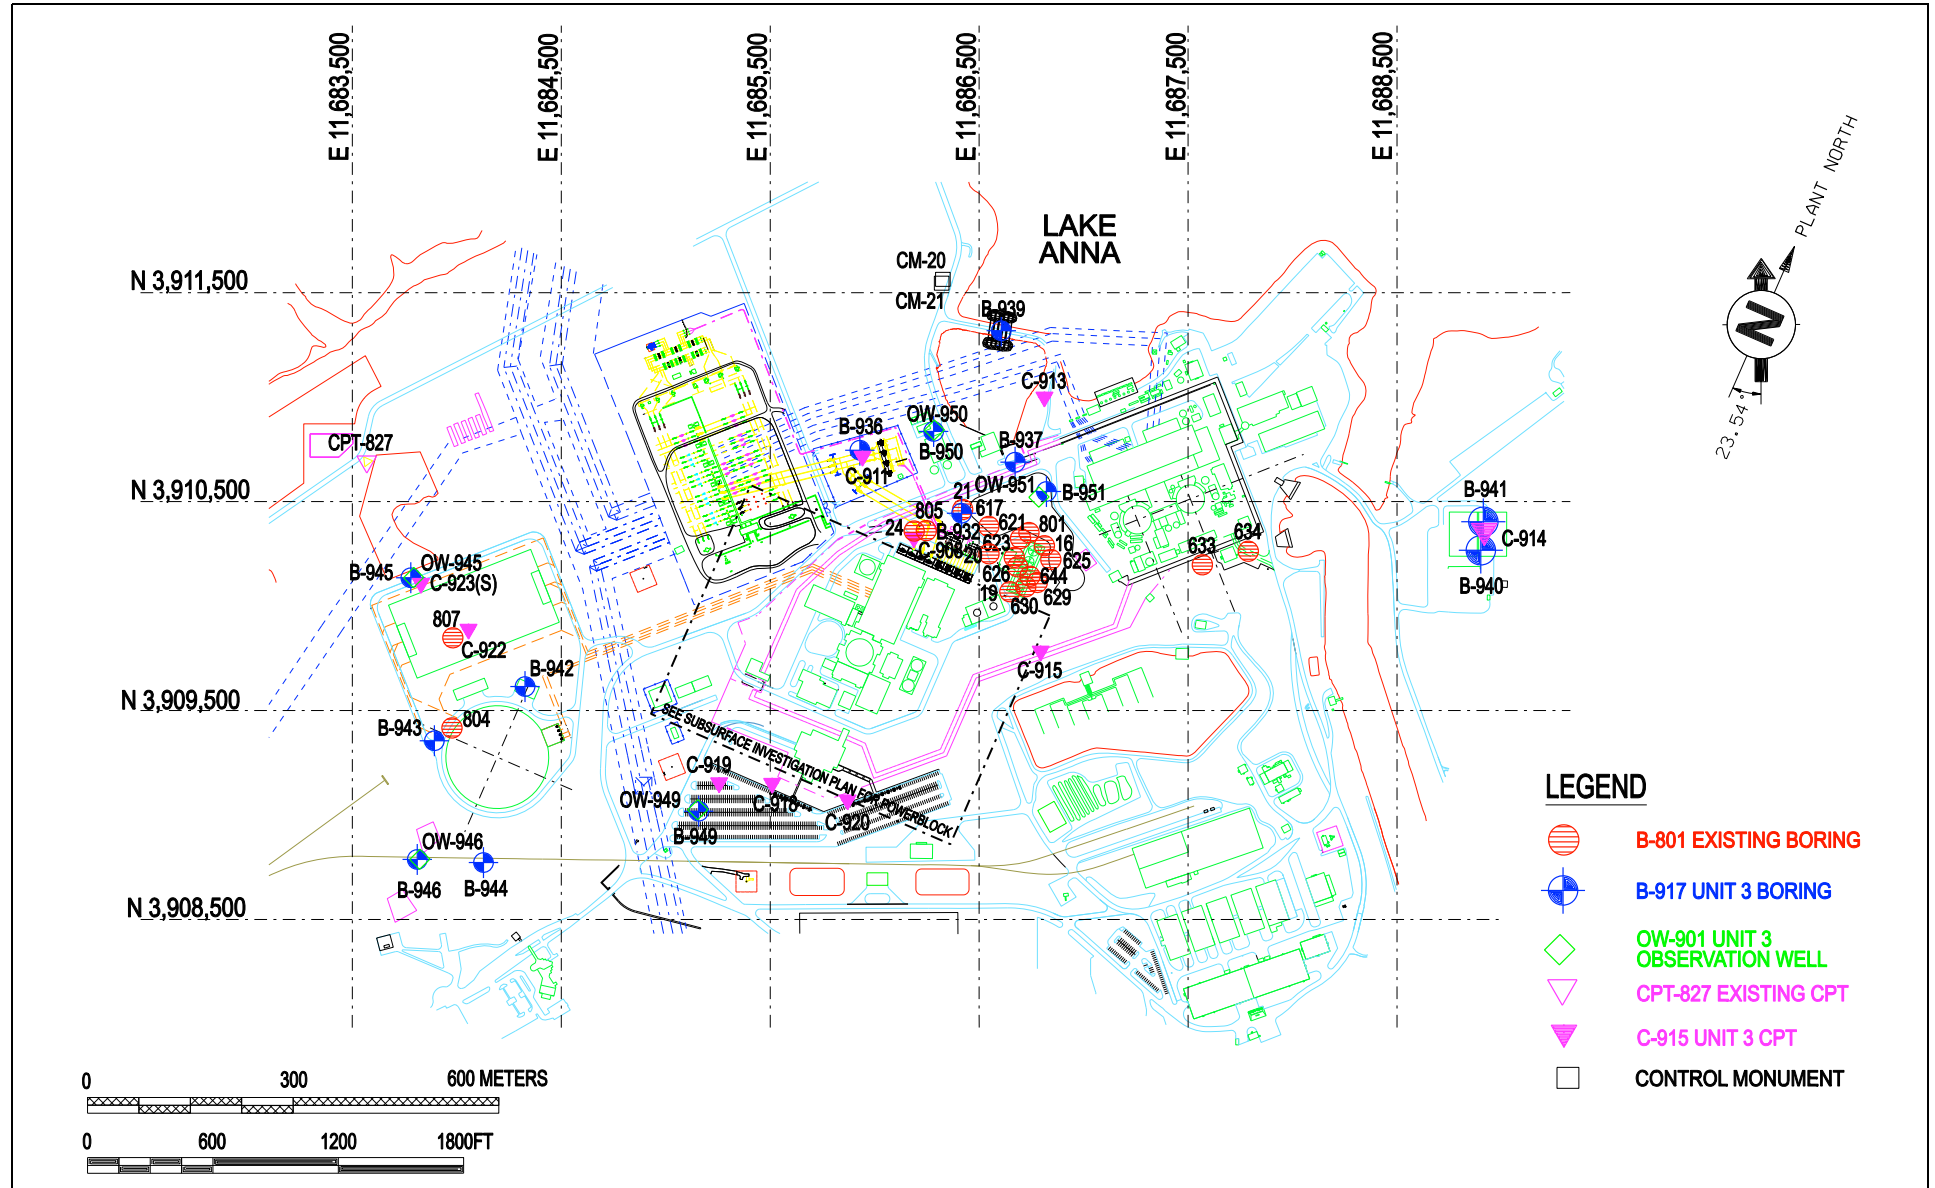 E 11,683,500
E 11,684,500
E 11,685,500
E 11,686,500
E 11,687,500
E 11,688,500
PLANT NORTH
N
23.54°
LAKE
ANNA
N 3,911,500
CM-20
CM-21
B-939
C-913
OW-950
B-936
B-950
B-937
C-911
CPT-827
N 3,910,500
21
OW-951
B-951
617
805
621
801
24
B-932
623
16
C-908
20
625
626
644
19
629
630
633
634
B-941
C-914
B-940
OW-945
B-945
C-923(S)
807
C-922
B-942
C-915
N 3,909,500
804
B-943
SEE SUBSURFACE INVESTIGATION PLAN FOR POWERBLOCK
C-919
OW-949
C-918
C-920
B-949
OW-946
B-946
B-944
N 3,908,500
LEGEND
B-801 EXISTING BORING
B-917 UNIT 3 BORING
OW-901 UNIT 3
OBSERVATION WELL
CPT-827 EXISTING CPT
C-915 UNIT 3 CPT
CONTROL MONUMENT
0 300 600 METERS
0 600 1200 1800FT